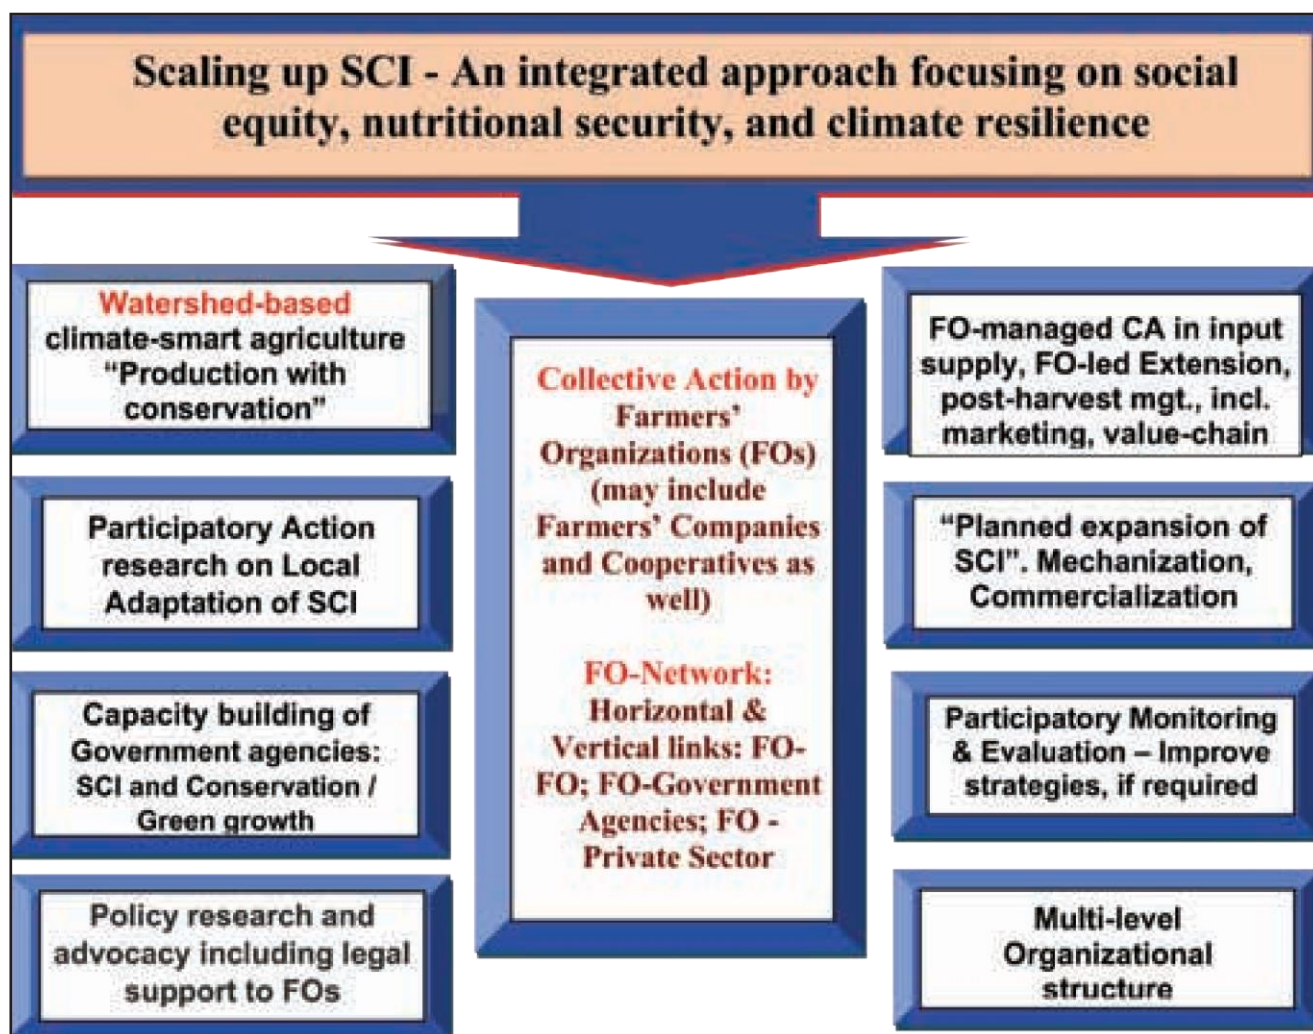 Scaling up SCI - An integrated approach focusing on social
equity, nutritional security, and climate resilience
Watershed-based
climate-smart agriculture
“Production with
conservation”
Participatory Action
research on Local
Adaptation of SCI
Capacity building of
Government agencies:
SCI and Conservation /
Green growth
Policy research and
advocacy including legal
support to FOs
Collective Action by
Farmers’
Organizations (FOs)
(may include
Farmers’ Companies
and Cooperatives as
well)
FO-Network:
Horizontal &
Vertical links: FO-
FO; FO-Government
Agencies; FO -
Private Sector
FO-managed CA in input
supply, FO-led Extension,
post-harvest mgt., incl.
marketing, value-chain
“Planned expansion of
SCI”. Mechanization,
Commercialization
Participatory Monitoring
& Evaluation – Improve
strategies, if required
Multi-level
Organizational
structure